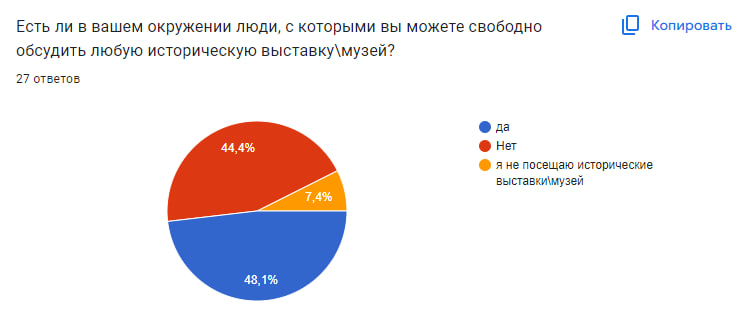 Есть ли в вашем окружении люди, с которыми вы можете свободно
обсудить любую историческую выставку\музей?
Копировать
27 ответов
да
Нет
я не посещаю исторические
выставки\музей
44,4%
7,4%
48,1%